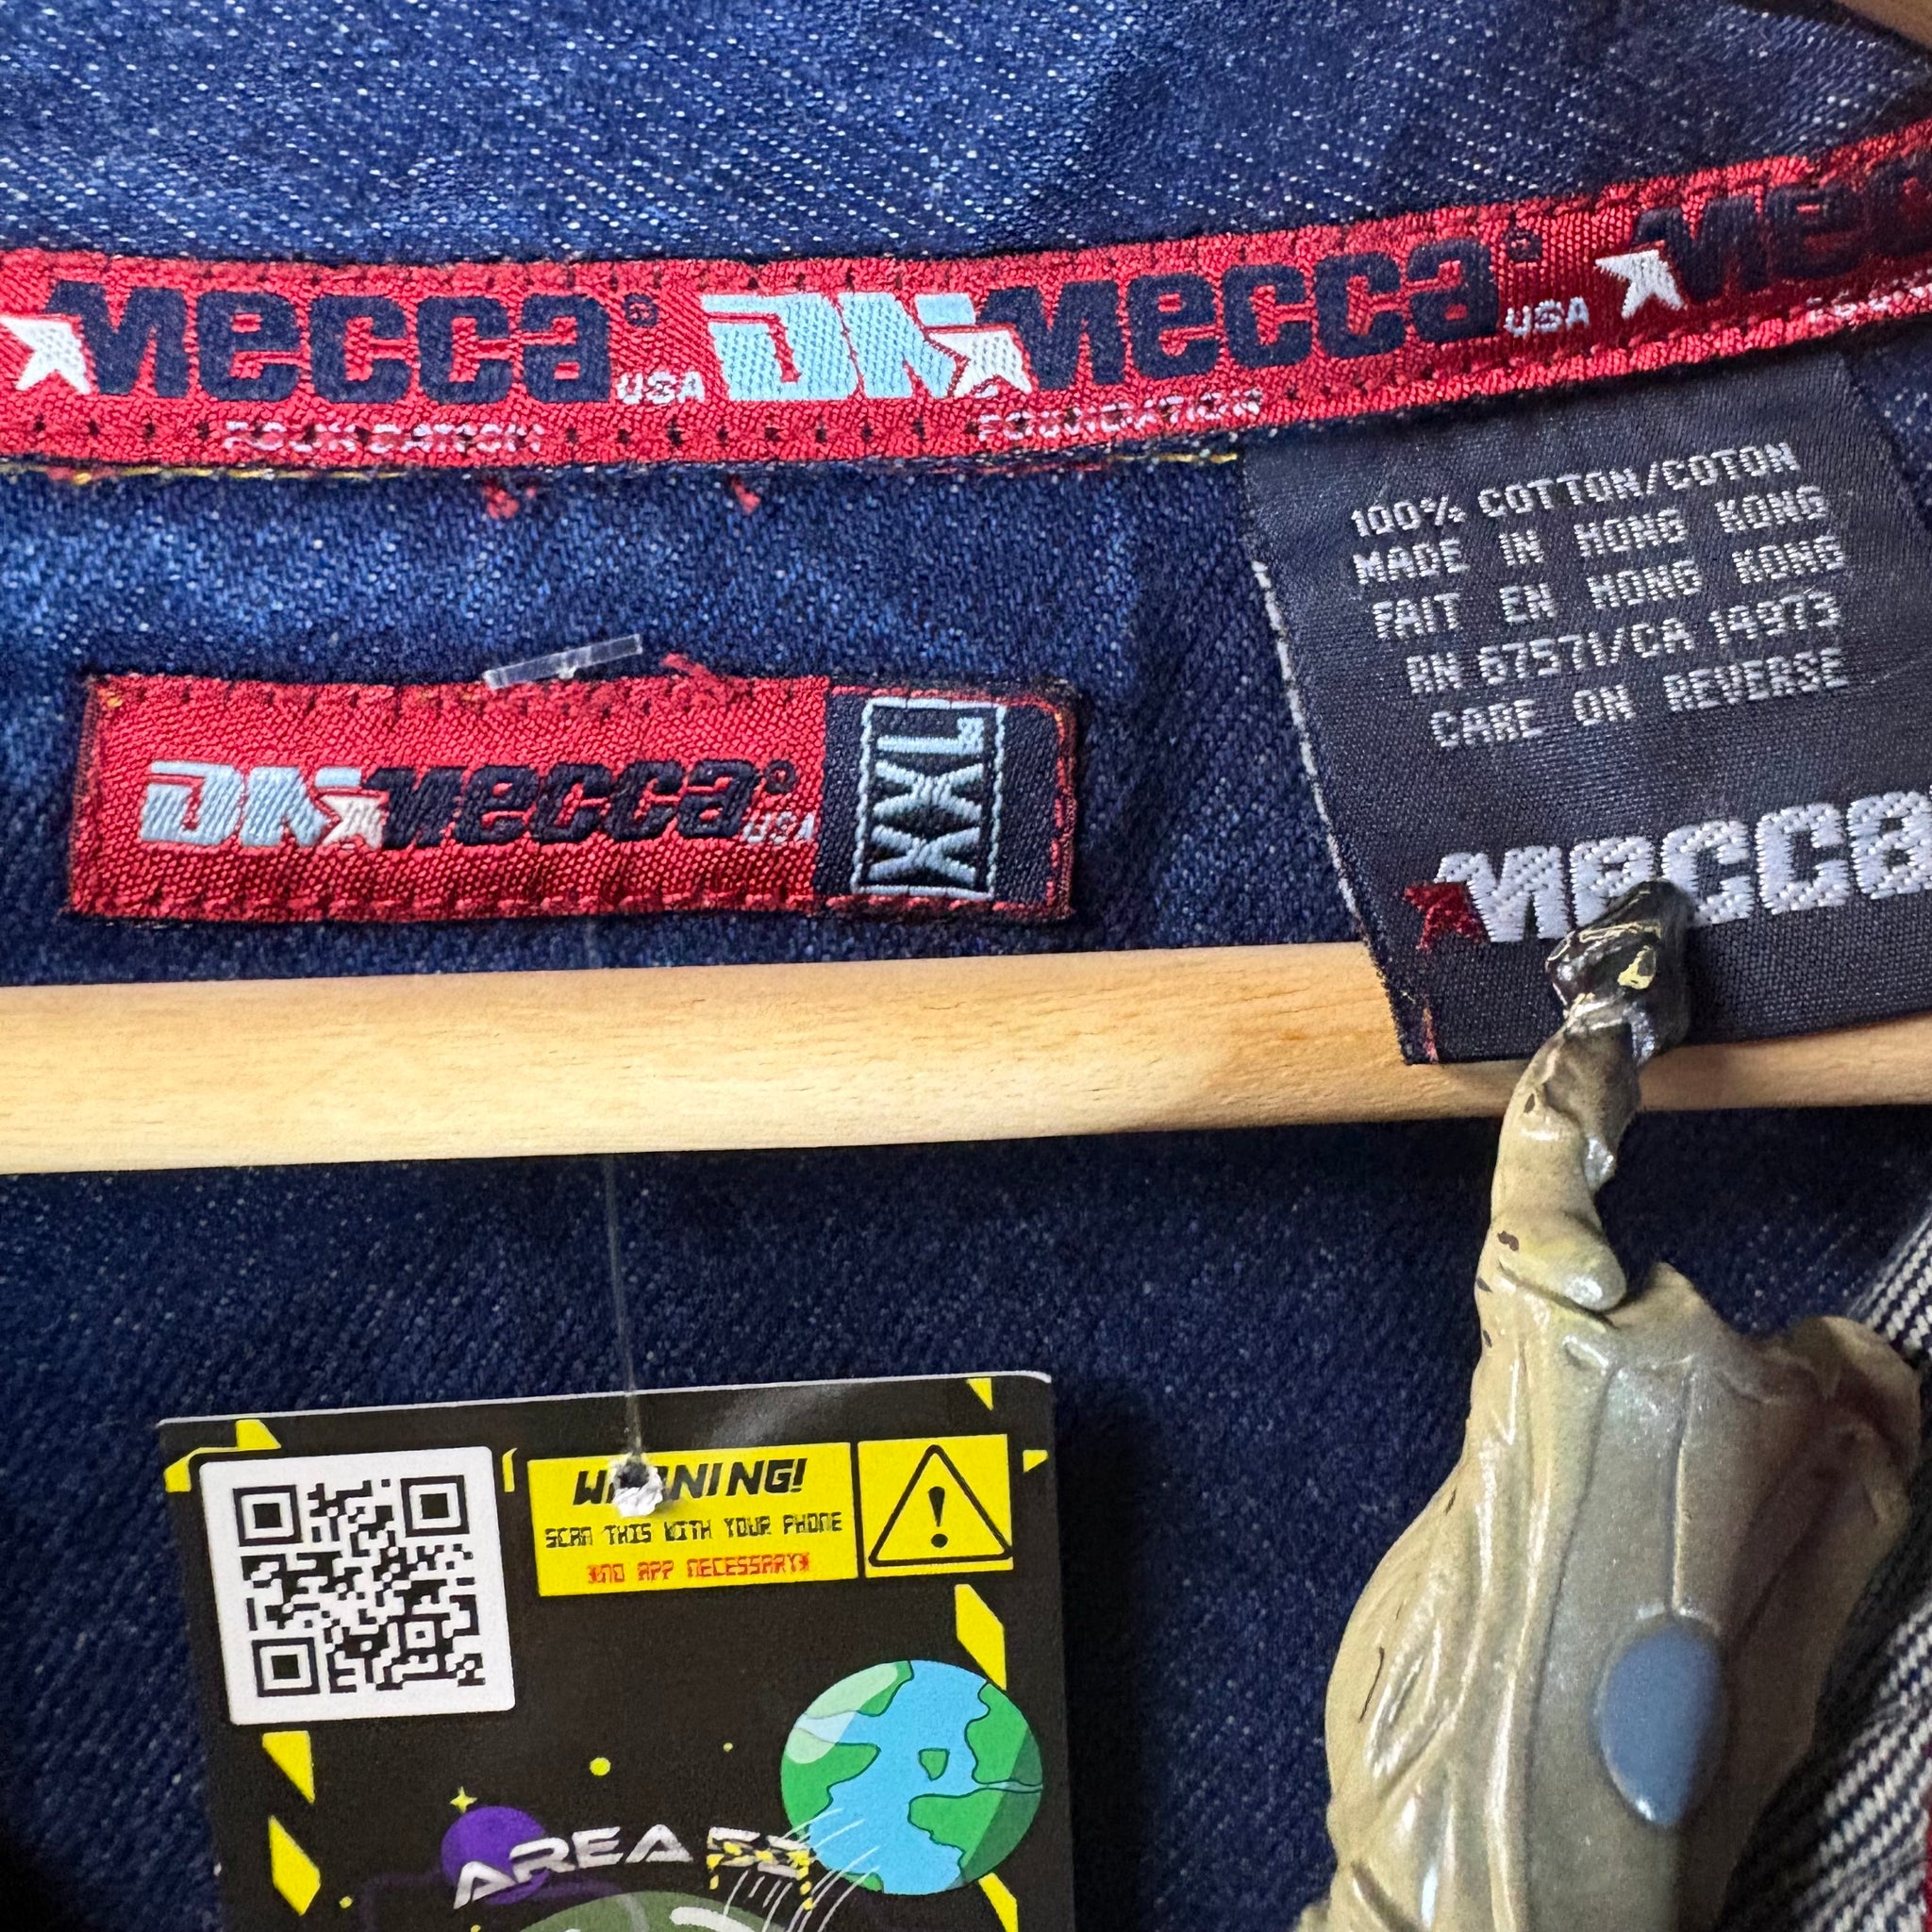 mecca USA DN mecca USA mecca
FOUNDATION FOUNDATION
100% COTTON/COTON
MADE IN HONG KONG
FAIT EN HONG KONG
RN 67571/CA 14973
CARE ON REVERSE
mecca
DN mecca USA XXL
WARNING!
SCAN THIS WITH YOUR PHONE
NO APP NECESSARY
AREA 53